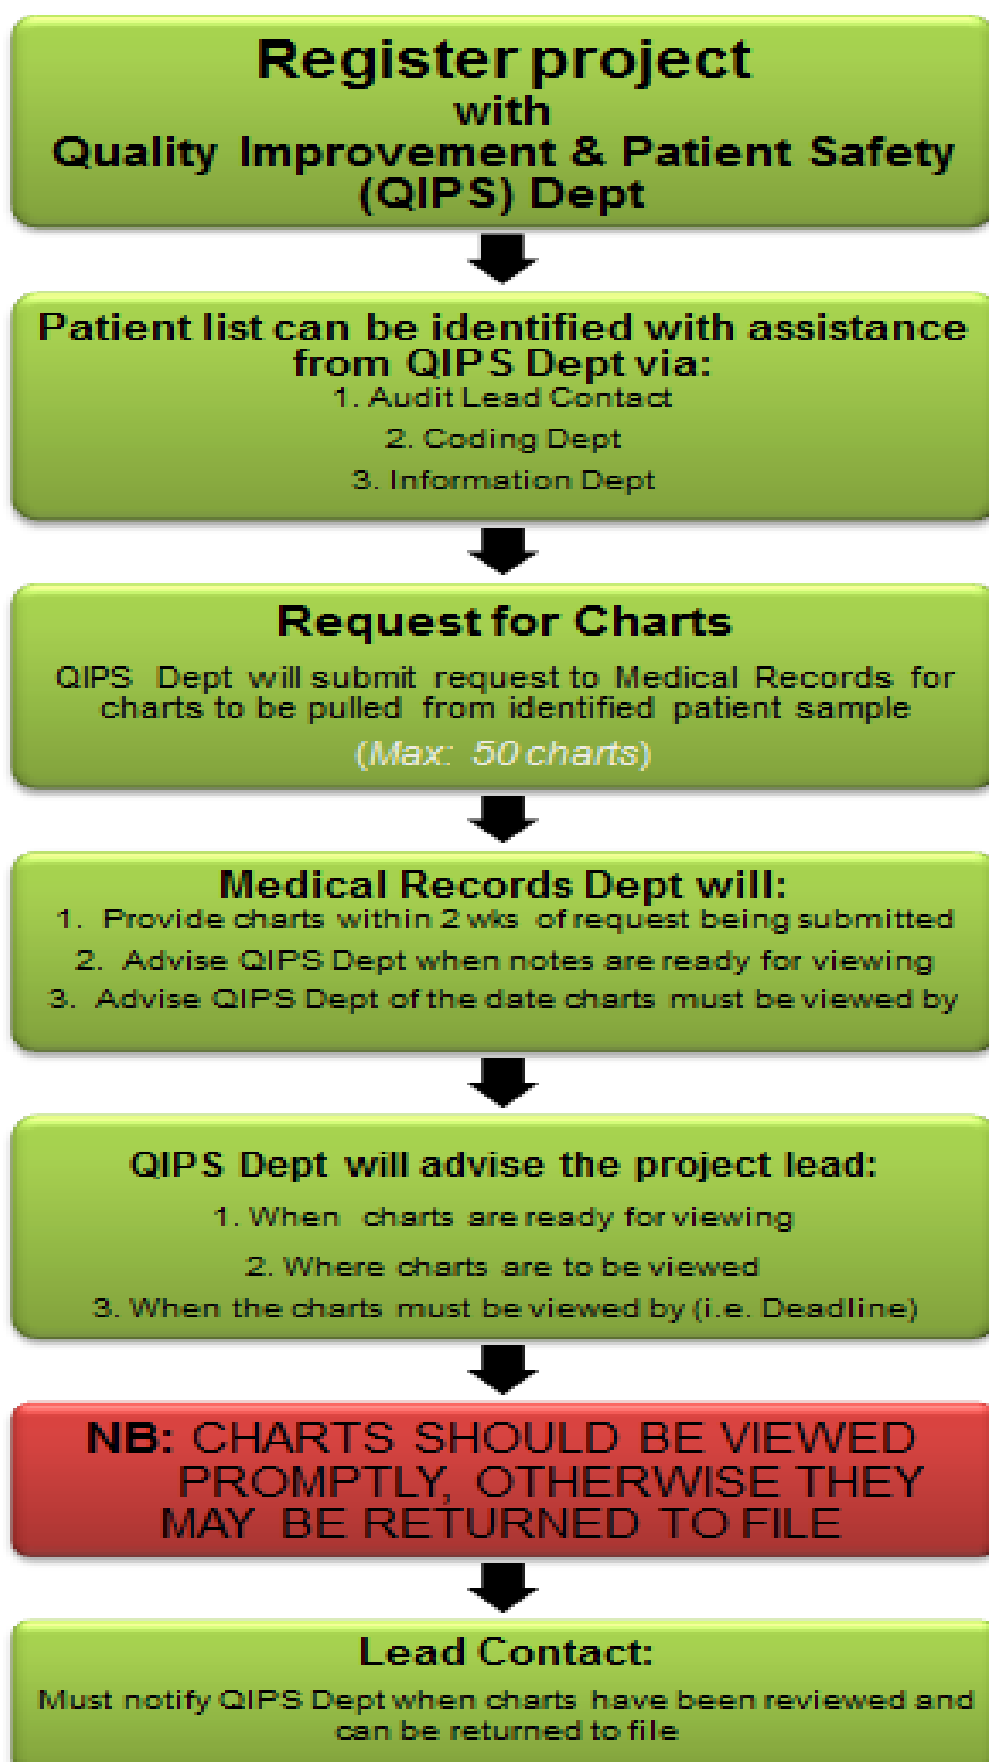 Register project
with
Quality Improvement & Patient Safety
(QIPS) Dept
Patient list can be identified with assistance
from QIPS Dept via:
1. Audit Lead Contact
2. Coding Dept
3. Information Dept
Request for Charts
QIPS Dept will submit request to Medical Records for
charts to be pulled from identified patient sample
(Max: 50 charts)
Medical Records Dept will:
1. Provide charts within 2 wks of request being submitted
2. Advise QIPS Dept when notes are ready for viewing
3. Advise QIPS Dept of the date charts must be viewed by
QIPS Dept will advise the project lead:
1. When charts are ready for viewing
2. Where charts are to be viewed
3. When the charts must be viewed by (i.e. Deadline)
NB: CHARTS SHOULD BE VIEWED
PROMPTLY, OTHERWISE THEY
MAY BE RETURNED TO FILE
Lead Contact:
Must notify QIPS Dept when charts have been reviewed and
can be returned to file